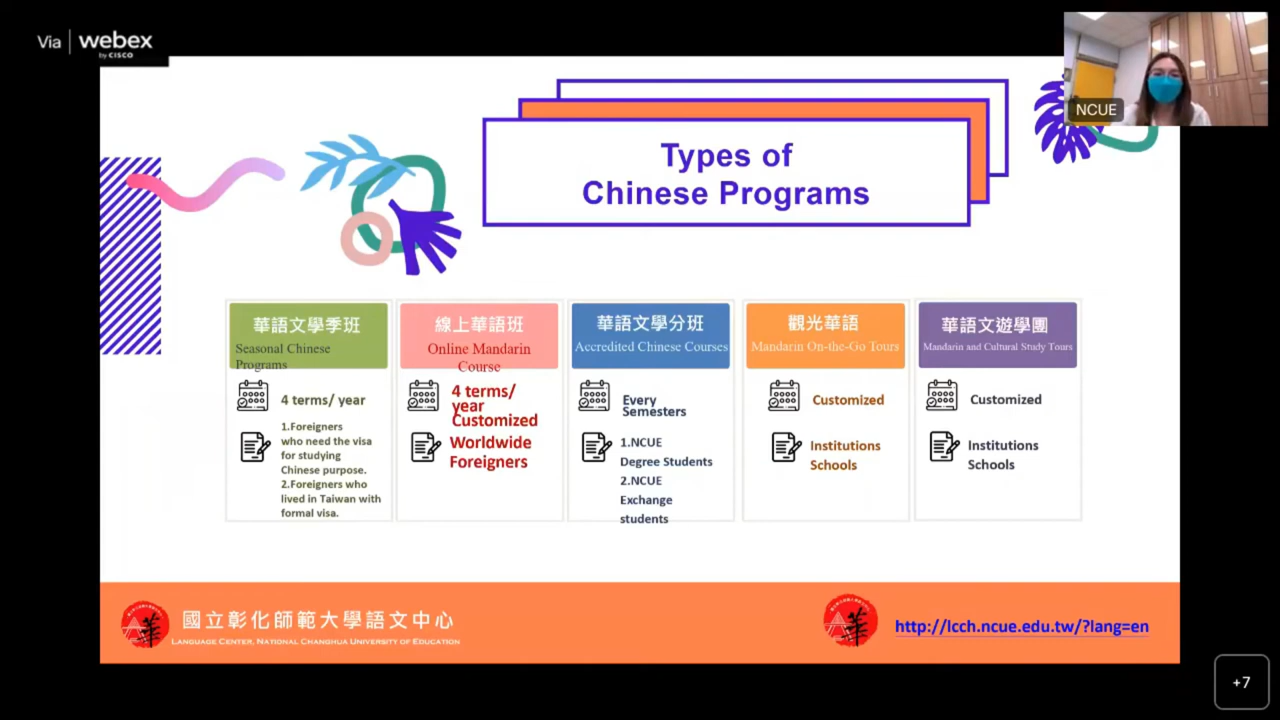 Via webex
by CISCO
NCUE
Types of
Chinese Programs
華語文學季班
Seasonal Chinese
Programs
4 terms/ year
1.Foreigners
who need the visa
for studying
Chinese purpose.
2.Foreigners who
lived in Taiwan with
formal visa.
線上華語班
Online Mandarin
Course
4 terms/
year
Customized
Worldwide
Foreigners
華語文學分班
Accredited Chinese Courses
Every
Semesters
1.NCUE
Degree Students
2.NCUE
Exchange
students
觀光華語
Mandarin On-the-Go Tours
Customized
Institutions
Schools
華語文遊學團
Mandarin and Cultural Study Tours
Customized
Institutions
Schools
國立彰化師範大學語文中心
LANGUAGE CENTER, NATIONAL CHANGHUA UNIVERSITY OF EDUCATION
http://lcch.ncue.edu.tw/?lang=en
+7